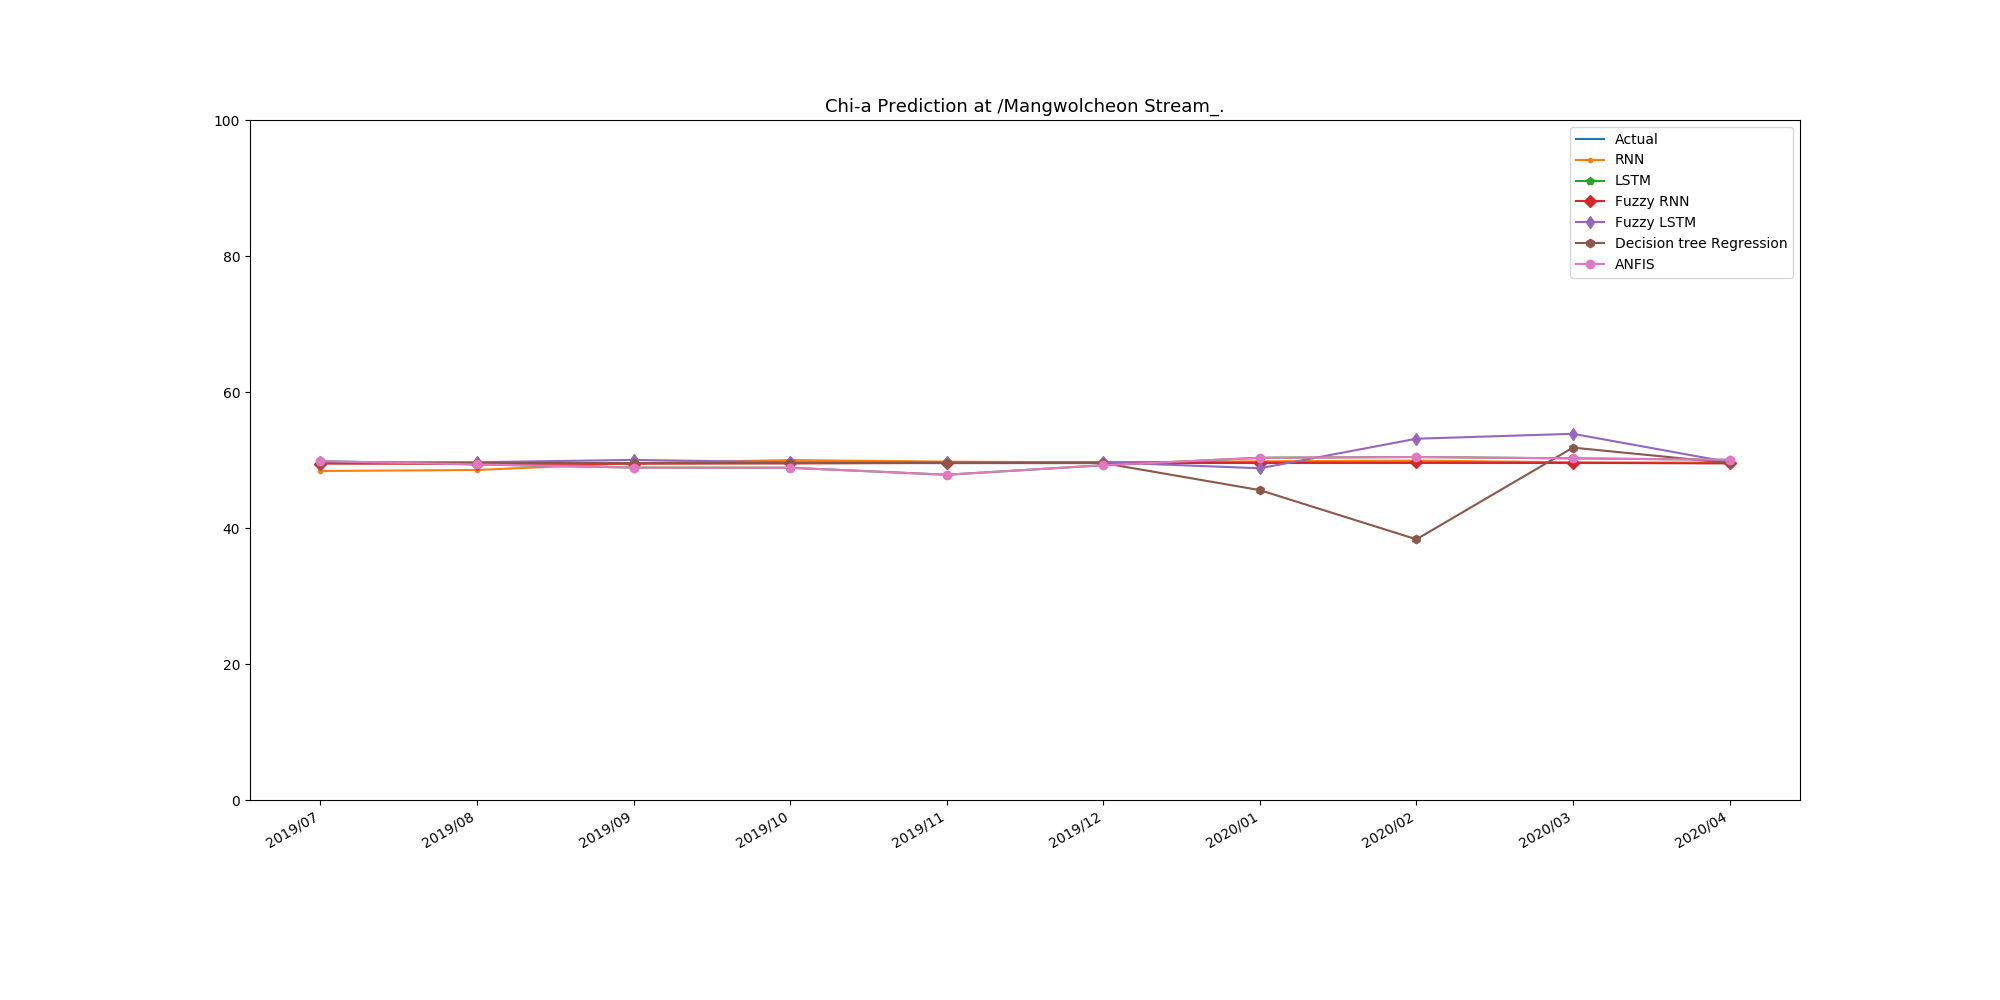 Chi-a Prediction at /Mangwolcheon Stream_.
100
80
60
40
20
0
Actual
RNN
LSTM
Fuzzy RNN
Fuzzy LSTM
Decision tree Regression
ANFIS
2019/07
2019/08
2019/09
2019/10
2019/11
2019/12
2020/01
2020/02
2020/03
2020/04